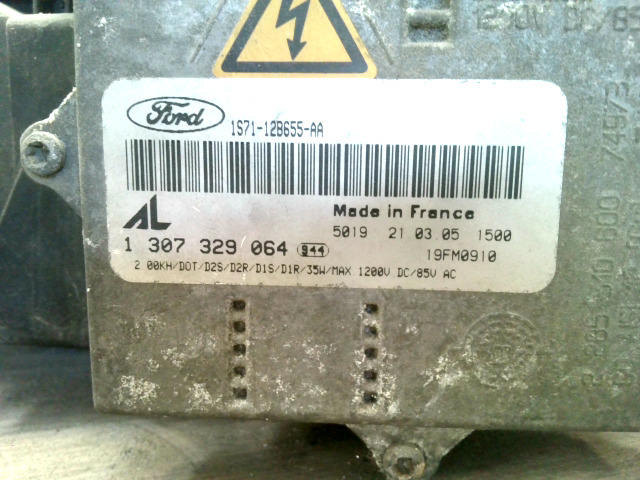 Ford
1S71-12B655-AA
AL
Made in France
5019 21 03.05 1500
1 307 329 064 944
19FM0910
2 00KH/DOT/D2S/D2R/D1S/D1R/35W/MAX 1200V DC/85V AC